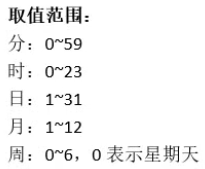 取值范围：
分：0~59
时：0~23
日：1~31
月：1~12
周：0~6，0 表示星期天